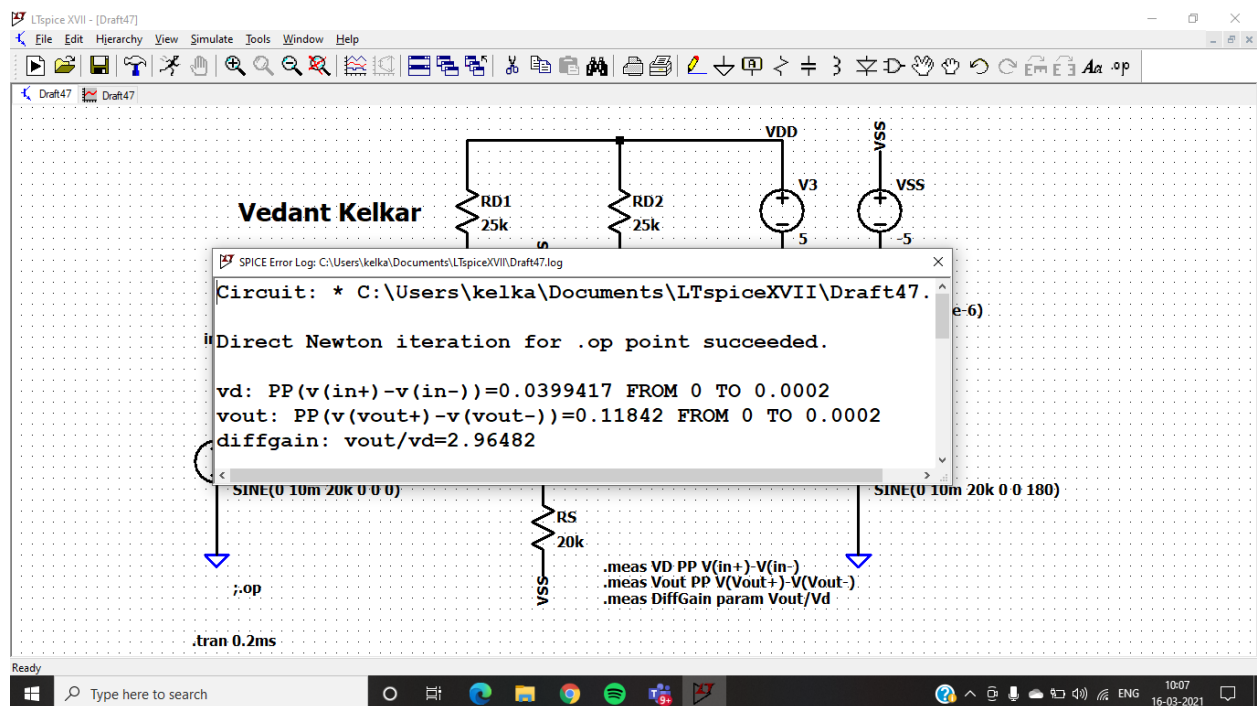 LTspice XVII - [Draft47]
File Edit Hierarchy View Simulate Tools Window Help
Aa .op
Draft47 Draft47
VDD
VSS
V3
VSS
RD1
RD2
Vedant Kelkar
25k
25k
5
-5
SPICE Error Log: C:\Users\kelka\Documents\LTspiceXVII\Draft47.log
Circuit: * C:\Users\kelka\Documents\LTspiceXVII\Draft47.
e-6)
Direct Newton iteration for .op point succeeded.
vd: PP(v(in+)-v(in-))=0.0399417 FROM 0 TO 0.0002
vout: PP(v(vout+)-v(vout-))=0.11842 FROM 0 TO 0.0002
diffgain: vout/vd=2.96482
SINE(0 10m 20k 0 0 0)
SINE(0 10m 20k 0 0 180)
RS
20k
.meas VD PP V(in+)-V(in-)
.meas Vout PP V(Vout+)-V(Vout-)
.meas DiffGain param Vout/Vd
;.op
VSS
.tran 0.2ms
Ready
Type here to search
9+
ENG
10:07
16-03-2021